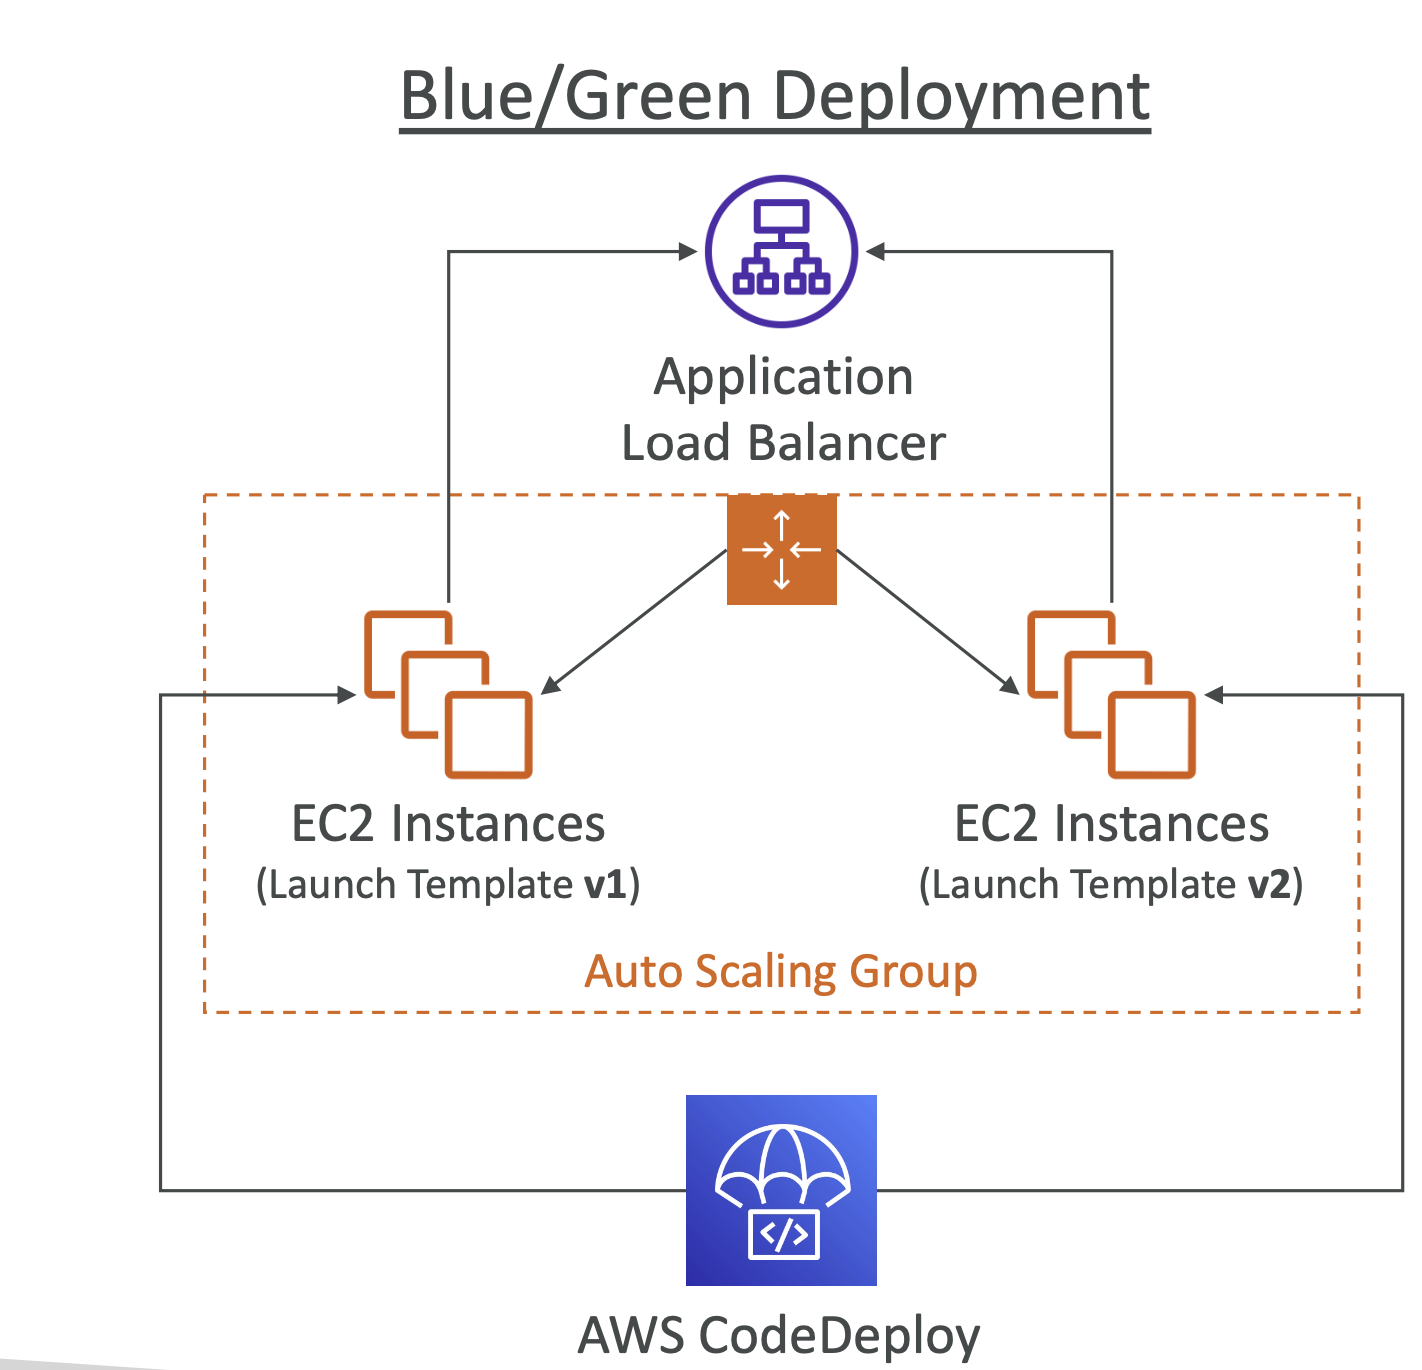 Blue/Green Deployment
Application
Load Balancer
EC2 Instances
(Launch Template v1)
EC2 Instances
(Launch Template v2)
Auto Scaling Group
</>
AWS CodeDeploy